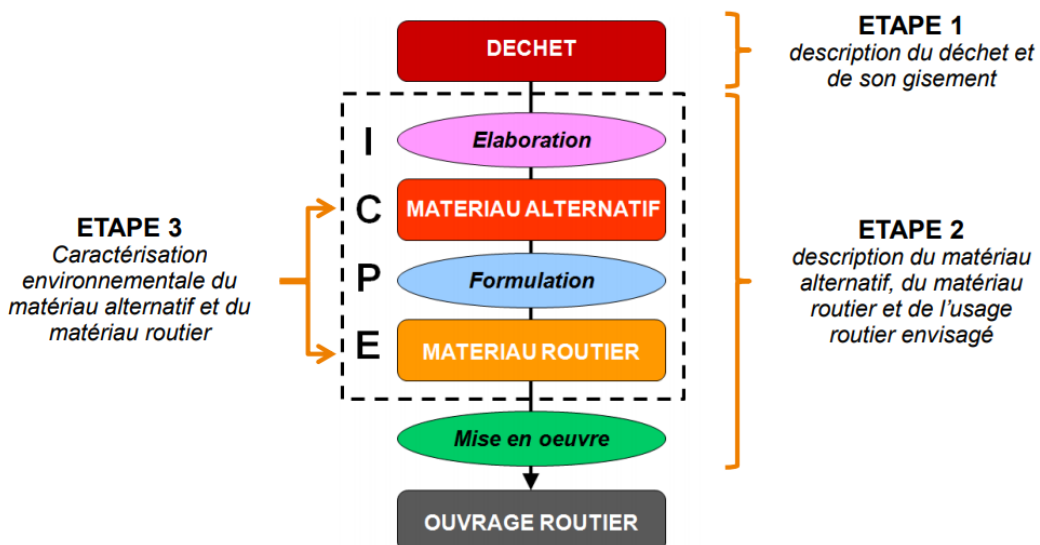 DECHET
ETAPE 1
description du déchet et
de son gisement
I
Elaboration
C
MATERIAU ALTERNATIF
ETAPE 3
Caractérisation
environnementale du
matériau alternatif et du
matériau routier
ETAPE 2
description du matériau
alternatif, du matériau
routier et de l'usage
routier envisagé
P
Formulation
E
MATERIAU ROUTIER
Mise en oeuvre
OUVRAGE ROUTIER